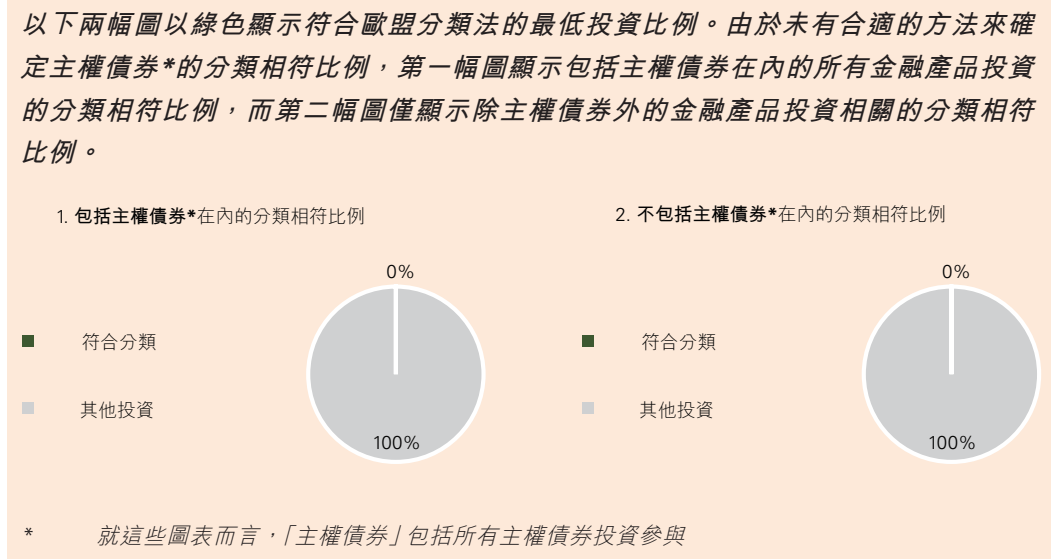 以下兩幅圖以綠色顯示符合歐盟分類法的最低投資比例。由於未有合適的方法來確
定主權債券*的分類相符比例，第一幅圖顯示包括主權債券在內的所有金融產品投資
的分類相符比例，而第二幅圖僅顯示除主權債券外的金融產品投資相關的分類相符
比例。
1. 包括主權債券*在內的分類相符比例
0%
符合分類
其他投資
100%
2. 不包括主權債券*在內的分類相符比例
0%
符合分類
其他投資
100%
* 就這些圖表而言，「主權債券」包括所有主權債券投資參與